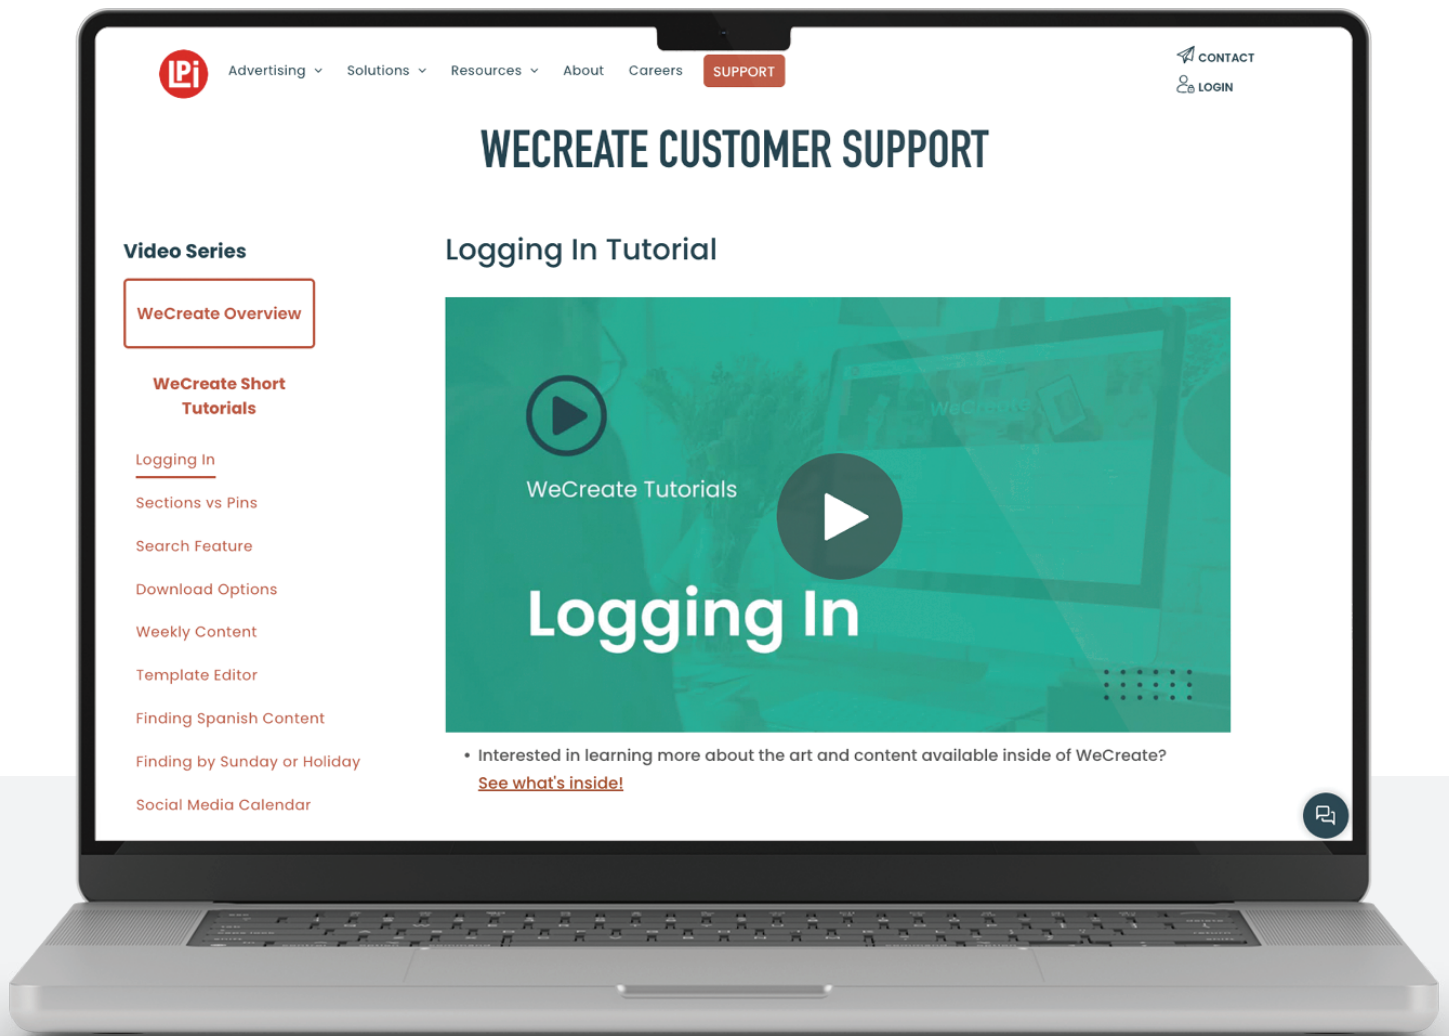 LPi
Advertising
Solutions
Resources
About
Careers
SUPPORT
CONTACT
LOGIN
WECREATE CUSTOMER SUPPORT
Video Series
WeCreate Overview
WeCreate Short
Tutorials
Logging In
Sections vs Pins
Search Feature
Download Options
Weekly Content
Template Editor
Finding Spanish Content
Finding by Sunday or Holiday
Social Media Calendar
Logging In Tutorial
WeCreate
WeCreate Tutorials
Logging In
• Interested in learning more about the art and content available inside of WeCreate?
See what's inside!